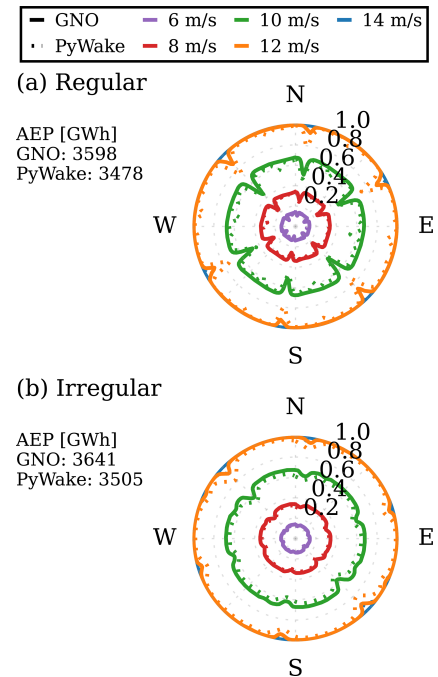 GNO 6 m/s 10 m/s 14 m/s
PyWake 8 m/s 12 m/s
(a) Regular
N
1.0
0.8
0.6
0.4
0.2
AEP [GWh]
GNO: 3598
PyWake: 3478
W
E
S
(b) Irregular
N
1.0
0.8
0.6
0.4
0.2
AEP [GWh]
GNO: 3641
PyWake: 3505
W
E
S